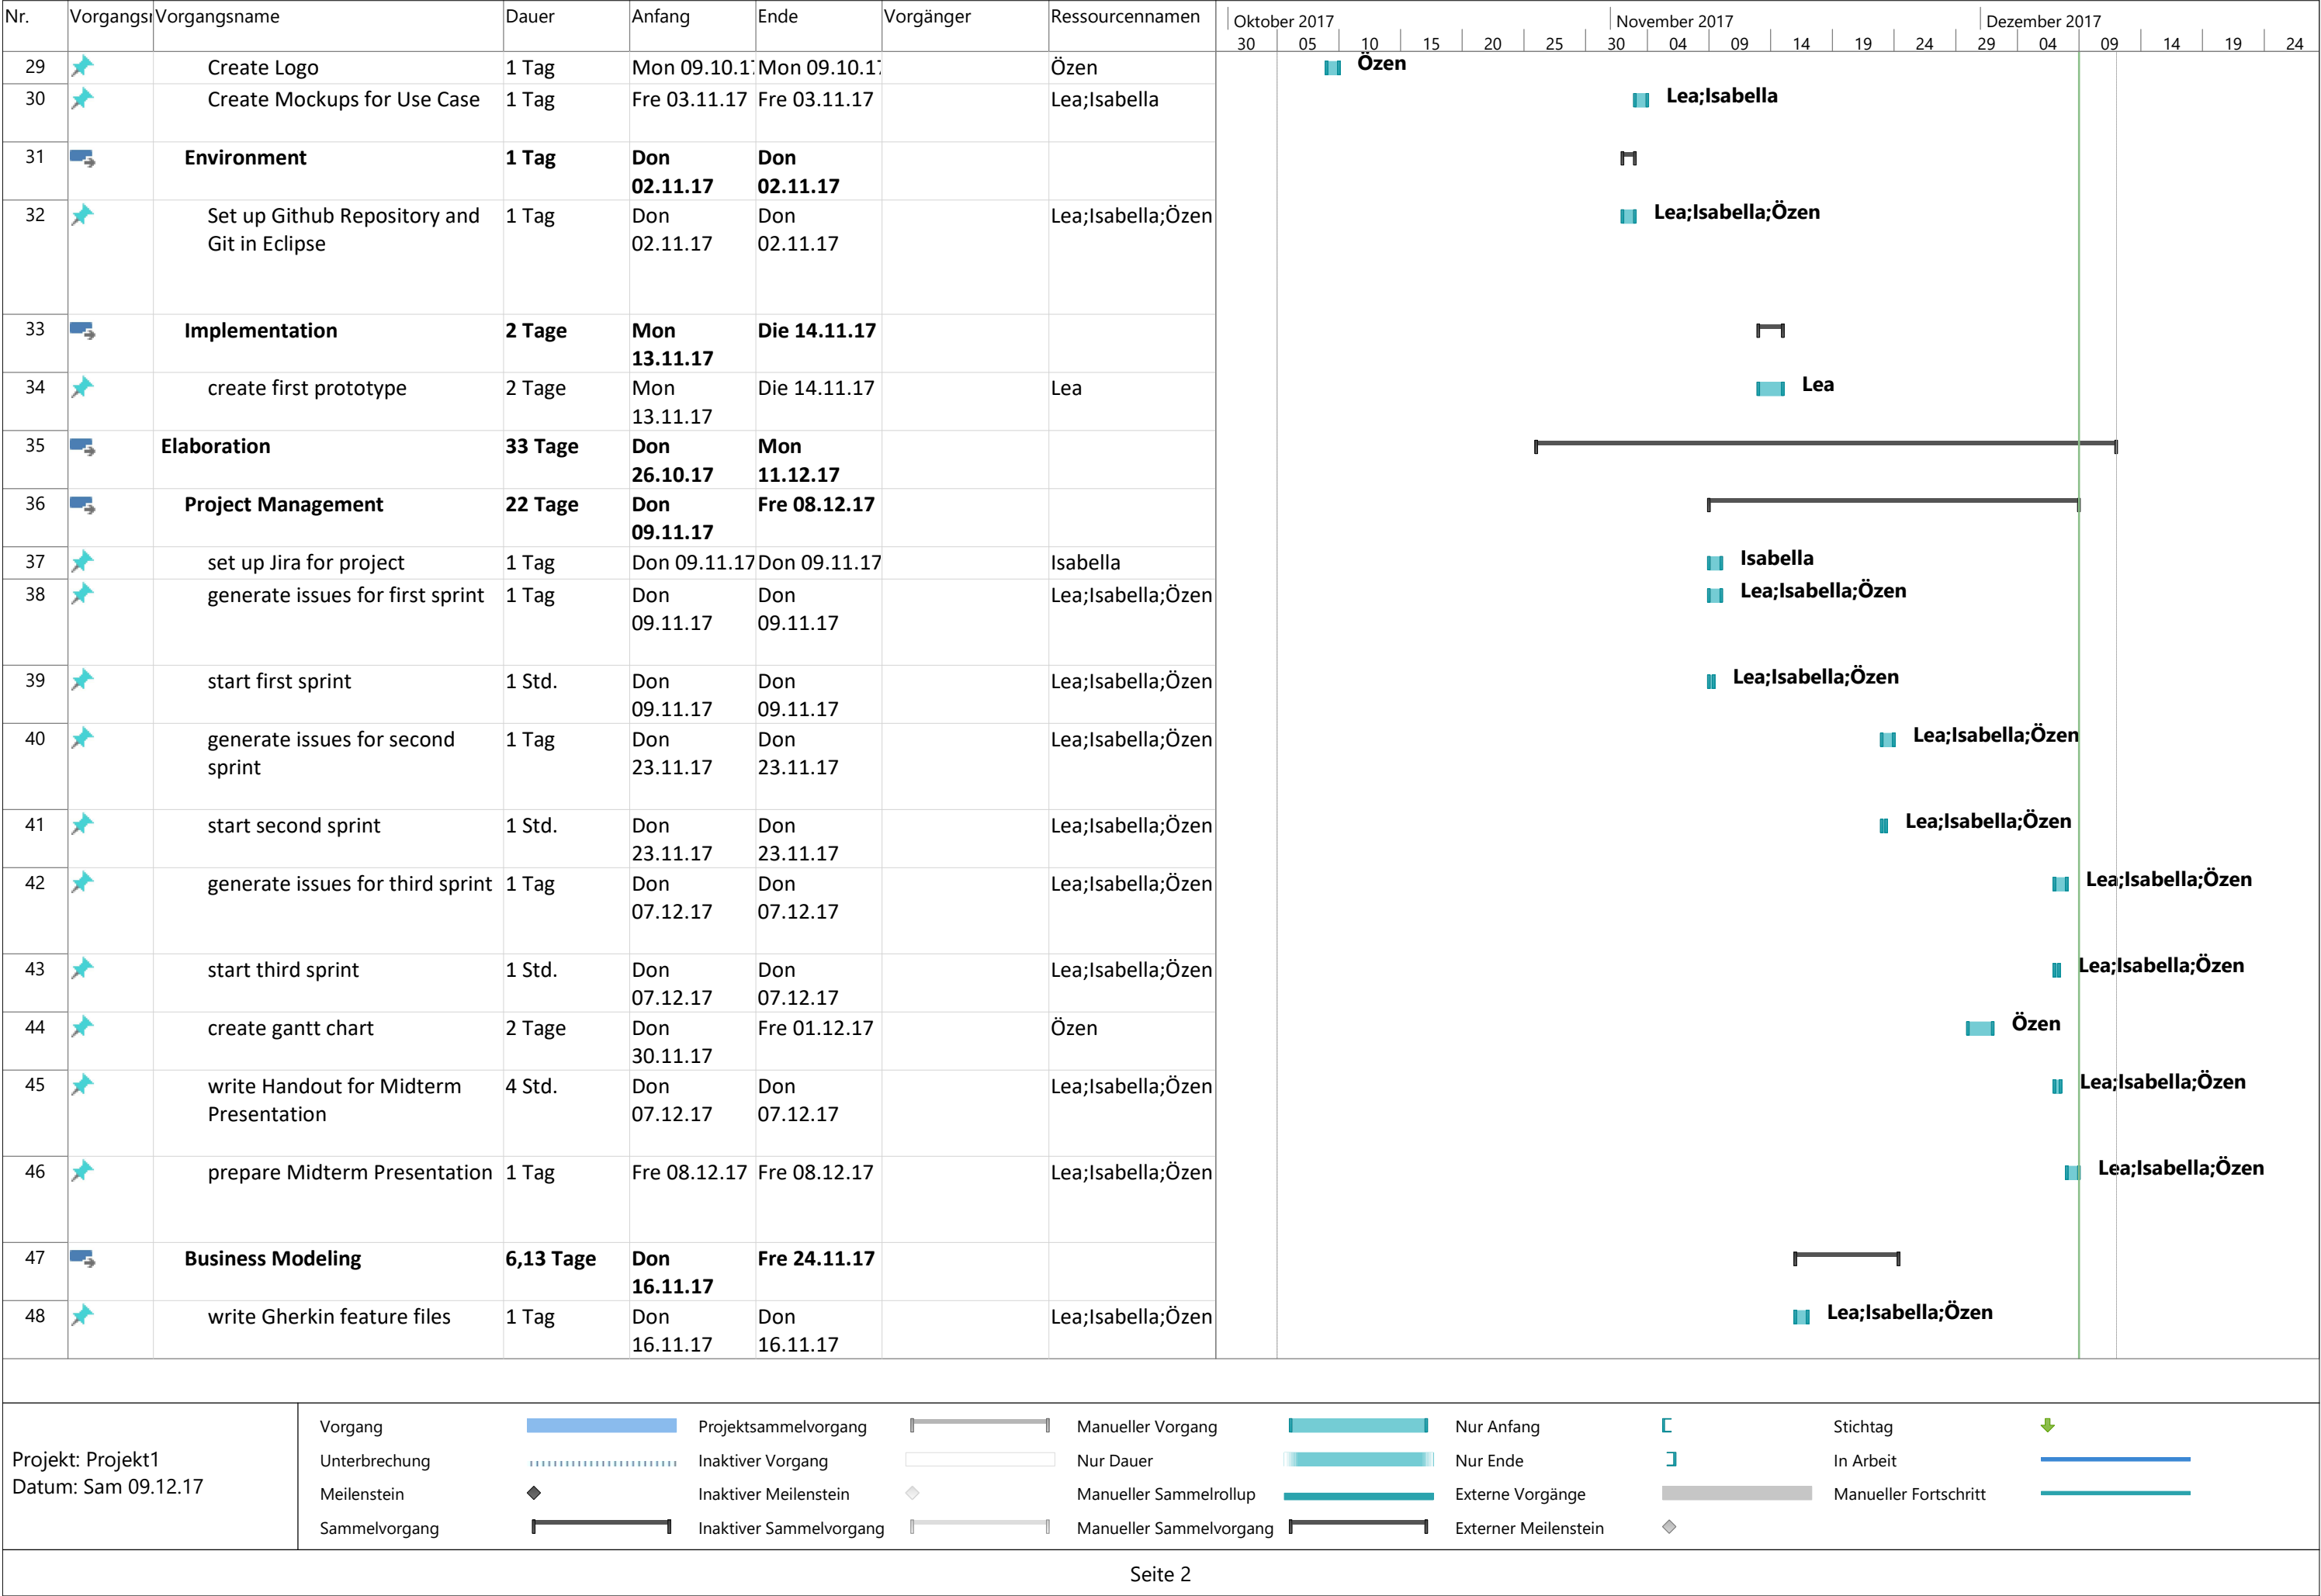 Nr. Vorgangsr Vorgangsname Dauer Anfang Ende Vorgänger Ressourcennamen
Oktober 2017 November 2017 Dezember 2017
30 05 10 15 20 25 30 04 09 14 19 24 29 04 09 14 19 24
29 Create Logo 1 Tag Mon 09.10.17 Mon 09.10.17 Özen Özen
30 Create Mockups for Use Case 1 Tag Fre 03.11.17 Fre 03.11.17 Lea;Isabella Lea;Isabella
31 Environment 1 Tag Don Don
02.11.17 02.11.17
32 Set up Github Repository and 1 Tag Don Don Lea;Isabella;Özen Lea;Isabella;Özen
Git in Eclipse 02.11.17 02.11.17
33 Implementation 2 Tage Mon Die 14.11.17
13.11.17
34 create first prototype 2 Tage Mon Die 14.11.17 Lea Lea
13.11.17
35 Elaboration 33 Tage Don Mon
26.10.17 11.12.17
36 Project Management 22 Tage Don Fre 08.12.17
09.11.17
37 set up Jira for project 1 Tag Don 09.11.17 Don 09.11.17 Isabella Isabella
38 generate issues for first sprint 1 Tag Don Don Lea;Isabella;Özen Lea;Isabella;Özen
09.11.17 09.11.17
39 start first sprint 1 Std. Don Don Lea;Isabella;Özen Lea;Isabella;Özen
09.11.17 09.11.17
40 generate issues for second 1 Tag Don Don Lea;Isabella;Özen Lea;Isabella;Özen
sprint 23.11.17 23.11.17
41 start second sprint 1 Std. Don Don Lea;Isabella;Özen Lea;Isabella;Özen
23.11.17 23.11.17
42 generate issues for third sprint 1 Tag Don Don Lea;Isabella;Özen Lea;Isabella;Özen
07.12.17 07.12.17
43 start third sprint 1 Std. Don Don Lea;Isabella;Özen Lea;Isabella;Özen
07.12.17 07.12.17
44 create gantt chart 2 Tage Don Fre 01.12.17 Özen Özen
30.11.17
45 write Handout for Midterm 4 Std. Don Don Lea;Isabella;Özen Lea;Isabella;Özen
Presentation 07.12.17 07.12.17
46 prepare Midterm Presentation 1 Tag Fre 08.12.17 Fre 08.12.17 Lea;Isabella;Özen Lea;Isabella;Özen
47 Business Modeling 6,13 Tage Don Fre 24.11.17
16.11.17
48 write Gherkin feature files 1 Tag Don Don Lea;Isabella;Özen Lea;Isabella;Özen
16.11.17 16.11.17
Projekt: Projekt1
Datum: Sam 09.12.17
Vorgang Projektsammelvorgang Manueller Vorgang Nur Anfang Stichtag
Unterbrechung Inaktiver Vorgang Nur Dauer Nur Ende In Arbeit
Meilenstein Inaktiver Meilenstein Manueller Sammelrollup Externe Vorgänge Manueller Fortschritt
Sammelvorgang Inaktiver Sammelvorgang Manueller Sammelvorgang Externer Meilenstein
Seite 2